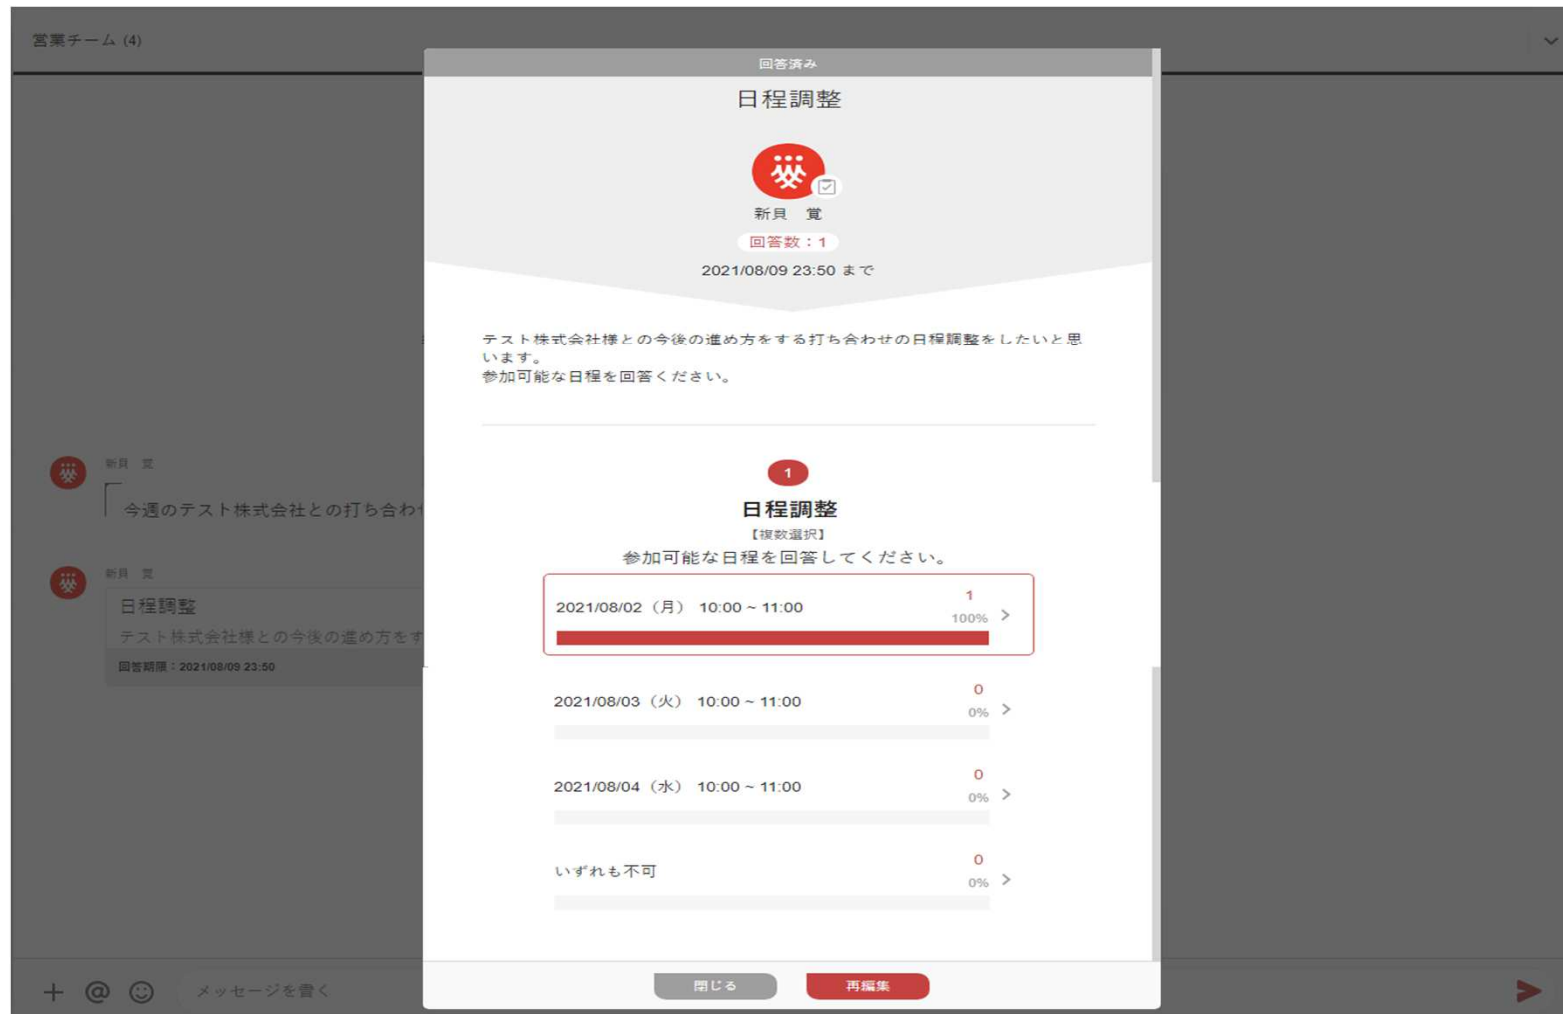 営業チーム (4)
回答済み
日程調整
新貝 覚
回答数：1
2021/08/09 23:50 まで
テスト株式会社様との今後の進め方をする打ち合わせの日程調整をしたいと思
います。
参加可能な日程を回答ください。
1
日程調整
【複数選択】
参加可能な日程を回答してください。
2021/08/02（月） 10:00 ~ 11:00
1
100%
2021/08/03（火） 10:00 ~ 11:00
0
0%
2021/08/04（水） 10:00 ~ 11:00
0
0%
いずれも不可
0
0%
閉じる
再編集
新貝 覚
今週のテスト株式会社との打ち合わ
新貝 覚
日程調整
テスト株式会社様との今後の進め方をす
回答期限：2021/08/09 23:50
メッセージを書く